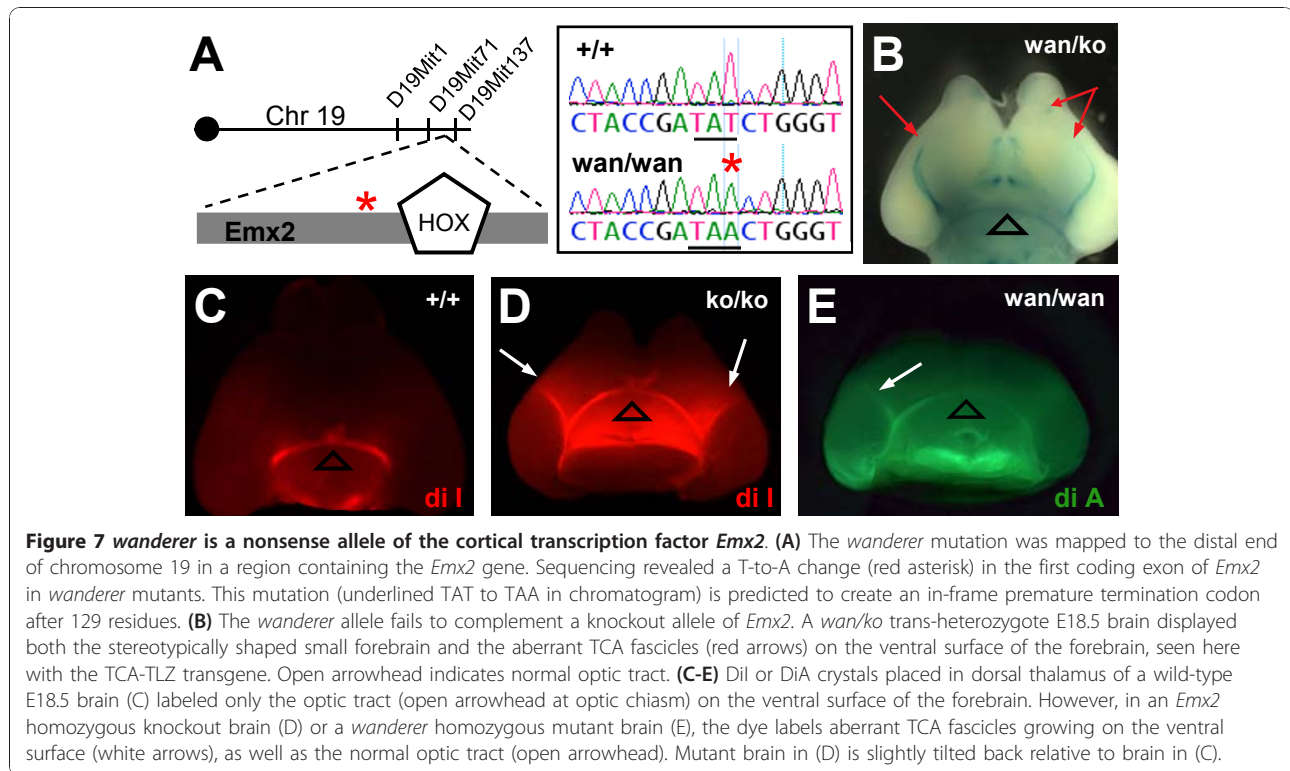 A
D19Mit1
D19Mit71
D19Mit137
Chr 19
*
Emx2
HOX
+/+
CTACCGATATCTGGGT
wan/wan
*
CTACCGATAACTGGGT
B
wan/ko
C
+/+
di I
D
ko/ko
di I
E
wan/wan
di A
Figure 7 wanderer is a nonsense allele of the cortical transcription factor Emx2. (A) The wanderer mutation was mapped to the distal end
of chromosome 19 in a region containing the Emx2 gene. Sequencing revealed a T-to-A change (red asterisk) in the first coding exon of Emx2
in wanderer mutants. This mutation (underlined TAT to TAA in chromatogram) is predicted to create an in-frame premature termination codon
after 129 residues. (B) The wanderer allele fails to complement a knockout allele of Emx2. A wan/ko trans-heterozygote E18.5 brain displayed
both the stereotypically shaped small forebrain and the aberrant TCA fascicles (red arrows) on the ventral surface of the forebrain, seen here
with the TCA-TLZ transgene. Open arrowhead indicates normal optic tract. (C-E) DiI or DiA crystals placed in dorsal thalamus of a wild-type
E18.5 brain (C) labeled only the optic tract (open arrowhead at optic chiasm) on the ventral surface of the forebrain. However, in an Emx2
homozygous knockout brain (D) or a wanderer homozygous mutant brain (E), the dye labels aberrant TCA fascicles growing on the ventral
surface (white arrows), as well as the normal optic tract (open arrowhead). Mutant brain in (D) is slightly tilted back relative to brain in (C).